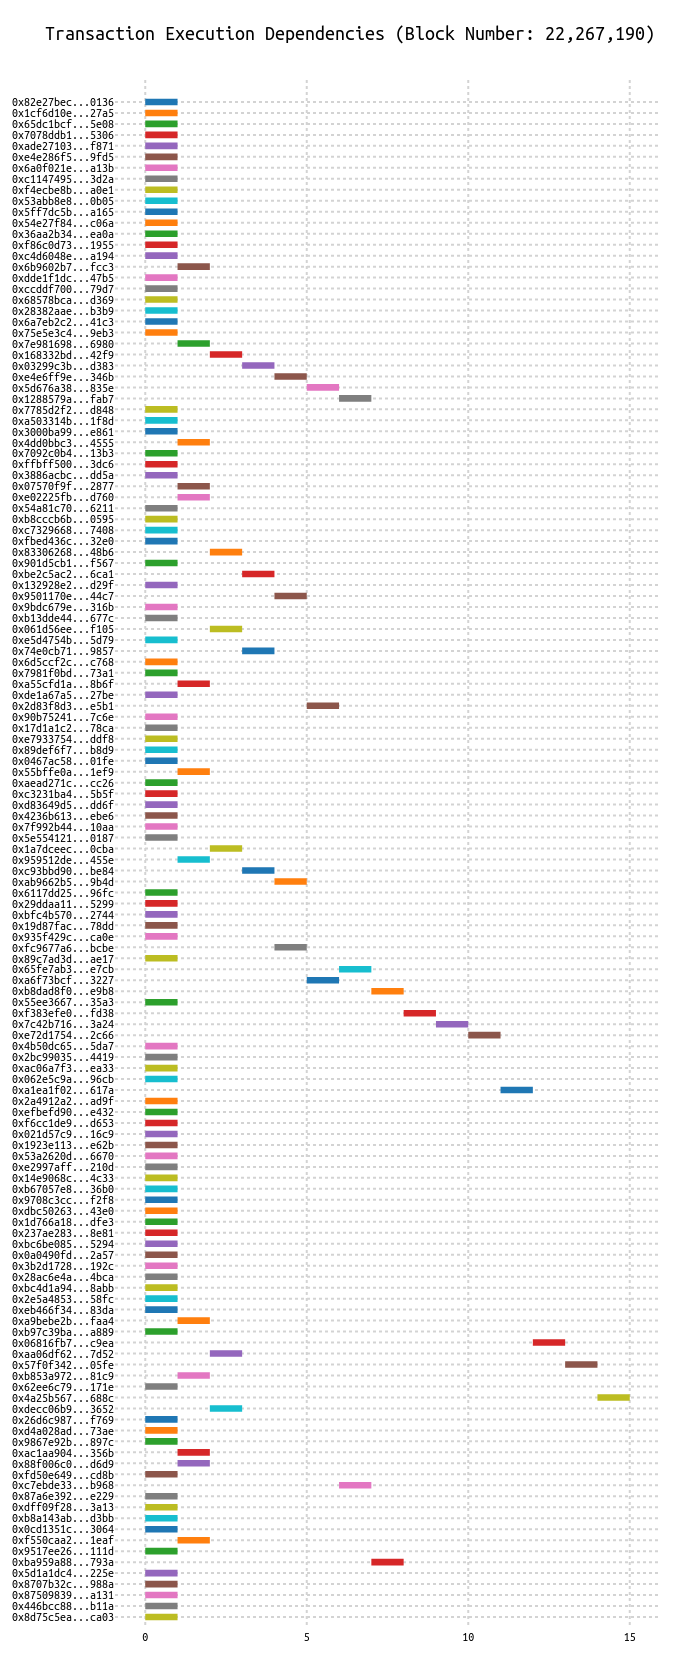 Transaction Execution Dependencies (Block Number: 22,267,190)
0x82e27bec...0136
0x1cf6d10e...27a5
0x65dc1bcf...5e08
0x7078ddb1...5306
0xade27103...f871
0xe4e286f5...9fd5
0x6a0f021e...a13b
0xc1147495...3d2a
0xf4ecbe8b...a0e1
0x53abb8e8...0b05
0x5ff7dc5b...a165
0x54e27f84...c06a
0x36aa2b34...ea0a
0xf86c0d73...1955
0xc4d6048e...a194
0x6b9602b7...fcc3
0xdde1f1dc...47b5
0xccddf700...79d7
0x68578bca...d369
0x28382aae...b3b9
0x6a7eb2c2...41c3
0x75e5e3c4...9eb3
0x7e981698...6980
0x168332bd...42f9
0x03299c3b...d383
0xe4e6ff9e...346b
0x5d676a38...835e
0x1288579a...fab7
0x7785d2f2...d848
0xa503314b...1f8d
0x3000ba99...e861
0x4dd0bbc3...4555
0x7092c0b4...13b3
0xffbff500...3dc6
0x3886acbc...dd5a
0x07570f9f...2877
0xe02225fb...d760
0x54a81c70...6211
0xb8cccb6b...0595
0xc7329668...7408
0xfbed436c...32e0
0x83306268...48b6
0x901d5cb1...f567
0xbe2c5ac2...6ca1
0x132928e2...d29f
0x9501170e...44c7
0x9bdc679e...316b
0xb13dde44...677c
0x061d56ee...f105
0xe5d4754b...5d79
0x74e0cb71...9857
0x6d5ccf2c...c768
0x7981f0bd...73a1
0xa55cfd1a...8b6f
0xde1a67a5...27be
0x2d83f8d3...e5b1
0x90b75241...7c6e
0x17d1a1c2...78ca
0xe7933754...ddf8
0x89def6f7...b8d9
0x0467ac58...01fe
0x55bffe0a...1ef9
0xaead271c...cc26
0xc3231ba4...5b5f
0xd83649d5...dd6f
0x4236b613...ebe6
0x7f992b44...10aa
0x5e554121...0187
0x1a7dceec...0cba
0x959512de...455e
0xc93bbd90...be84
0xab9662b5...9b4d
0x6117dd25...96fc
0x29ddaa11...5299
0xbfc4b570...2744
0x19d87fac...78dd
0x935f429c...ca0e
0xfc9677a6...bcbe
0x89c7ad3d...ae17
0x65fe7ab3...e7cb
0xa6f73bcf...3227
0xb8dad8f0...e9b8
0x55ee3667...35a3
0xf383efe0...fd38
0x7c42b716...3a24
0xe72d1754...2c66
0x4b50dc65...5da7
0x2bc99035...4419
0xac06a7f3...ea33
0x062e5c9a...96cb
0xa1ea1f02...617a
0x2a4912a2...ad9f
0xefbefd90...e432
0xf6cc1de9...d653
0x021d57c9...16c9
0x1923e113...e62b
0x53a2620d...6670
0xe2997aff...210d
0x14e9068c...4c33
0xb67057e8...36b0
0x9708c3cc...f2f8
0xdbc50263...43e0
0x1d766a18...dfe3
0x237ae283...8e81
0xbc6be085...5294
0x0a0490fd...2a57
0x3b2d1728...192c
0x28ac6e4a...4bca
0xbc4d1a94...8abb
0x2e5a4853...58fc
0xeb466f34...83da
0xa9bebe2b...faa4
0xb97c39ba...a889
0x06816fb7...c9ea
0xaa06df62...7d52
0x57f0f342...05fe
0xb853a972...81c9
0x62ee6c79...171e
0x4a25b567...688c
0xdecc06b9...3652
0x26d6c987...f769
0xd4a028ad...73ae
0x9867e92b...897c
0xac1aa904...356b
0x88f006c0...d6d9
0xfd50e649...cd8b
0xc7ebde33...b968
0x87a6e392...e229
0xdff09f28...3a13
0xb8a143ab...d3bb
0x0cd1351c...3064
0xf550caa2...1eaf
0x9517ee26...111d
0xba959a88...793a
0x5d1a1dc4...225e
0x8707b32c...988a
0x87509839...a131
0x446bcc88...b11a
0x8d75c5ea...ca03
0 5 10 15